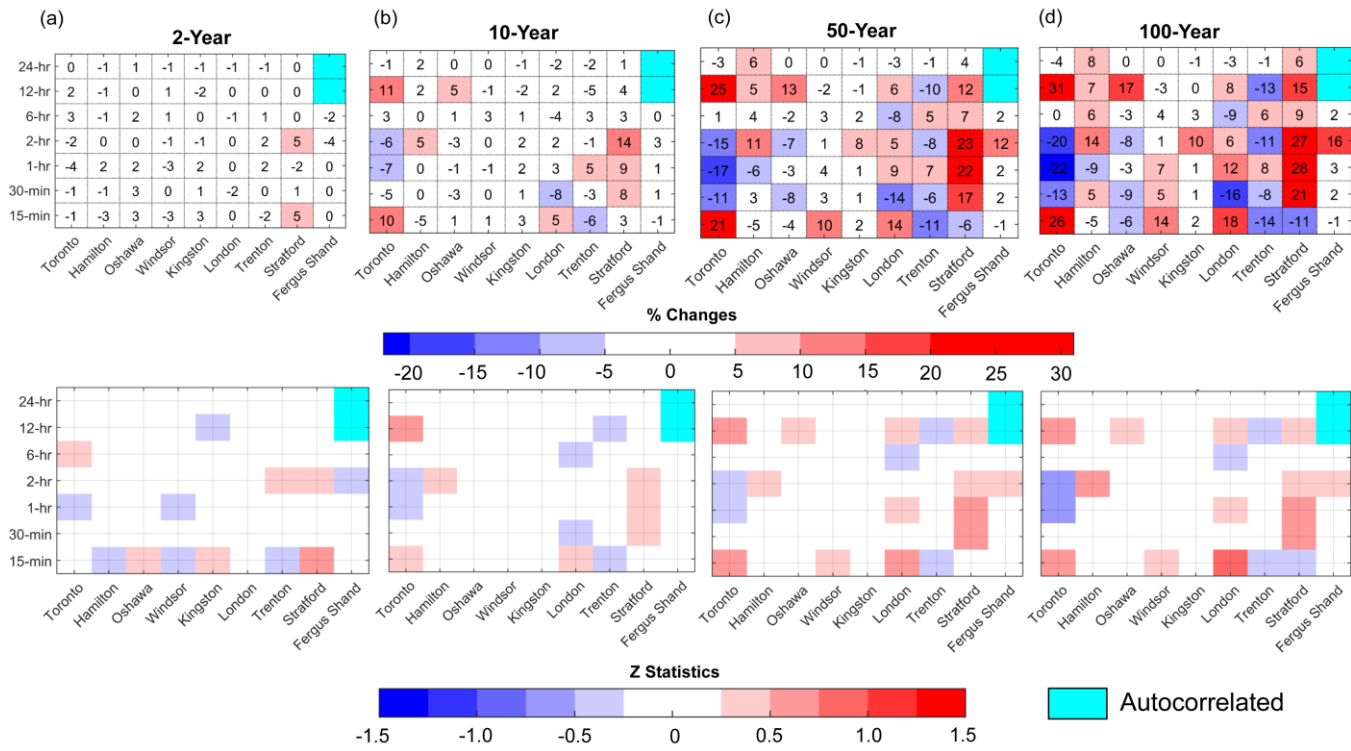 (a) (b) (c) (d)
2-Year 10-Year 50-Year 100-Year
24-hr 0 -1 1 -1 -1 -1 -1 0
12-hr 2 -1 0 1 -2 0 0 0
6-hr 3 -1 2 1 0 -1 1 0 -2
2-hr -2 0 0 1 -1 0 2 5 -4
1-hr -4 2 2 -3 2 0 -1 -2 0
30-min -1 -1 3 0 1 -2 0 0 1
15-min -1 -3 3 -3 3 0 -2 5 0
Toronto Hamilton Oshawa Windsor Kingston London Trenton Stratford Fergus Shand
-1 2 0 0 -1 -2 -2 1
11 2 5 -1 -2 2 -5 4
3 0 1 3 1 -4 3 3 0
-6 5 -3 0 2 2 -1 14 3
-7 0 -1 -1 2 3 5 9 1
-5 0 0 2 3 -8 -3 8 1
10 -5 1 1 3 5 -6 3 -1
Toronto Hamilton Oshawa Windsor Kingston London Trenton Stratford Fergus Shand
-3 6 0 0 -1 -3 -1 4
25 5 13 -2 -1 6 -10 12
1 4 -2 3 2 -8 5 7 2
-15 11 -7 1 8 5 -8 23 12
-17 -6 -3 4 1 9 7 22 2
-11 3 -8 3 2 -14 -6 17 2
21 -5 -4 10 2 14 -11 -6 -1
Toronto Hamilton Oshawa Windsor Kingston London Trenton Stratford Fergus Shand
-4 8 0 0 -1 -3 -1 6
31 7 17 -3 0 8 -13 15
0 6 -3 4 3 -9 6 9 2
-20 14 -8 1 10 6 -11 27 16
-22 -9 -3 7 1 12 8 28 3
-13 5 -9 5 1 -16 -8 21 2
26 -5 -6 14 2 18 -14 -11 -1
Toronto Hamilton Oshawa Windsor Kingston London Trenton Stratford Fergus Shand
% Changes
-20 -15 -10 -5 0 5 10 15 20 25 30
24-hr
12-hr
6-hr
2-hr
1-hr
30-min
15-min
Toronto Hamilton Oshawa Windsor Kingston London Trenton Stratford Fergus Shand
Toronto Hamilton Oshawa Windsor Kingston London Trenton Stratford Fergus Shand
Toronto Hamilton Oshawa Windsor Kingston London Trenton Stratford Fergus Shand
Toronto Hamilton Oshawa Windsor Kingston London Trenton Stratford Fergus Shand
Z Statistics
-1.5 -1.0 -0.5 0 0.5 1.0 1.5
Autocorrelated